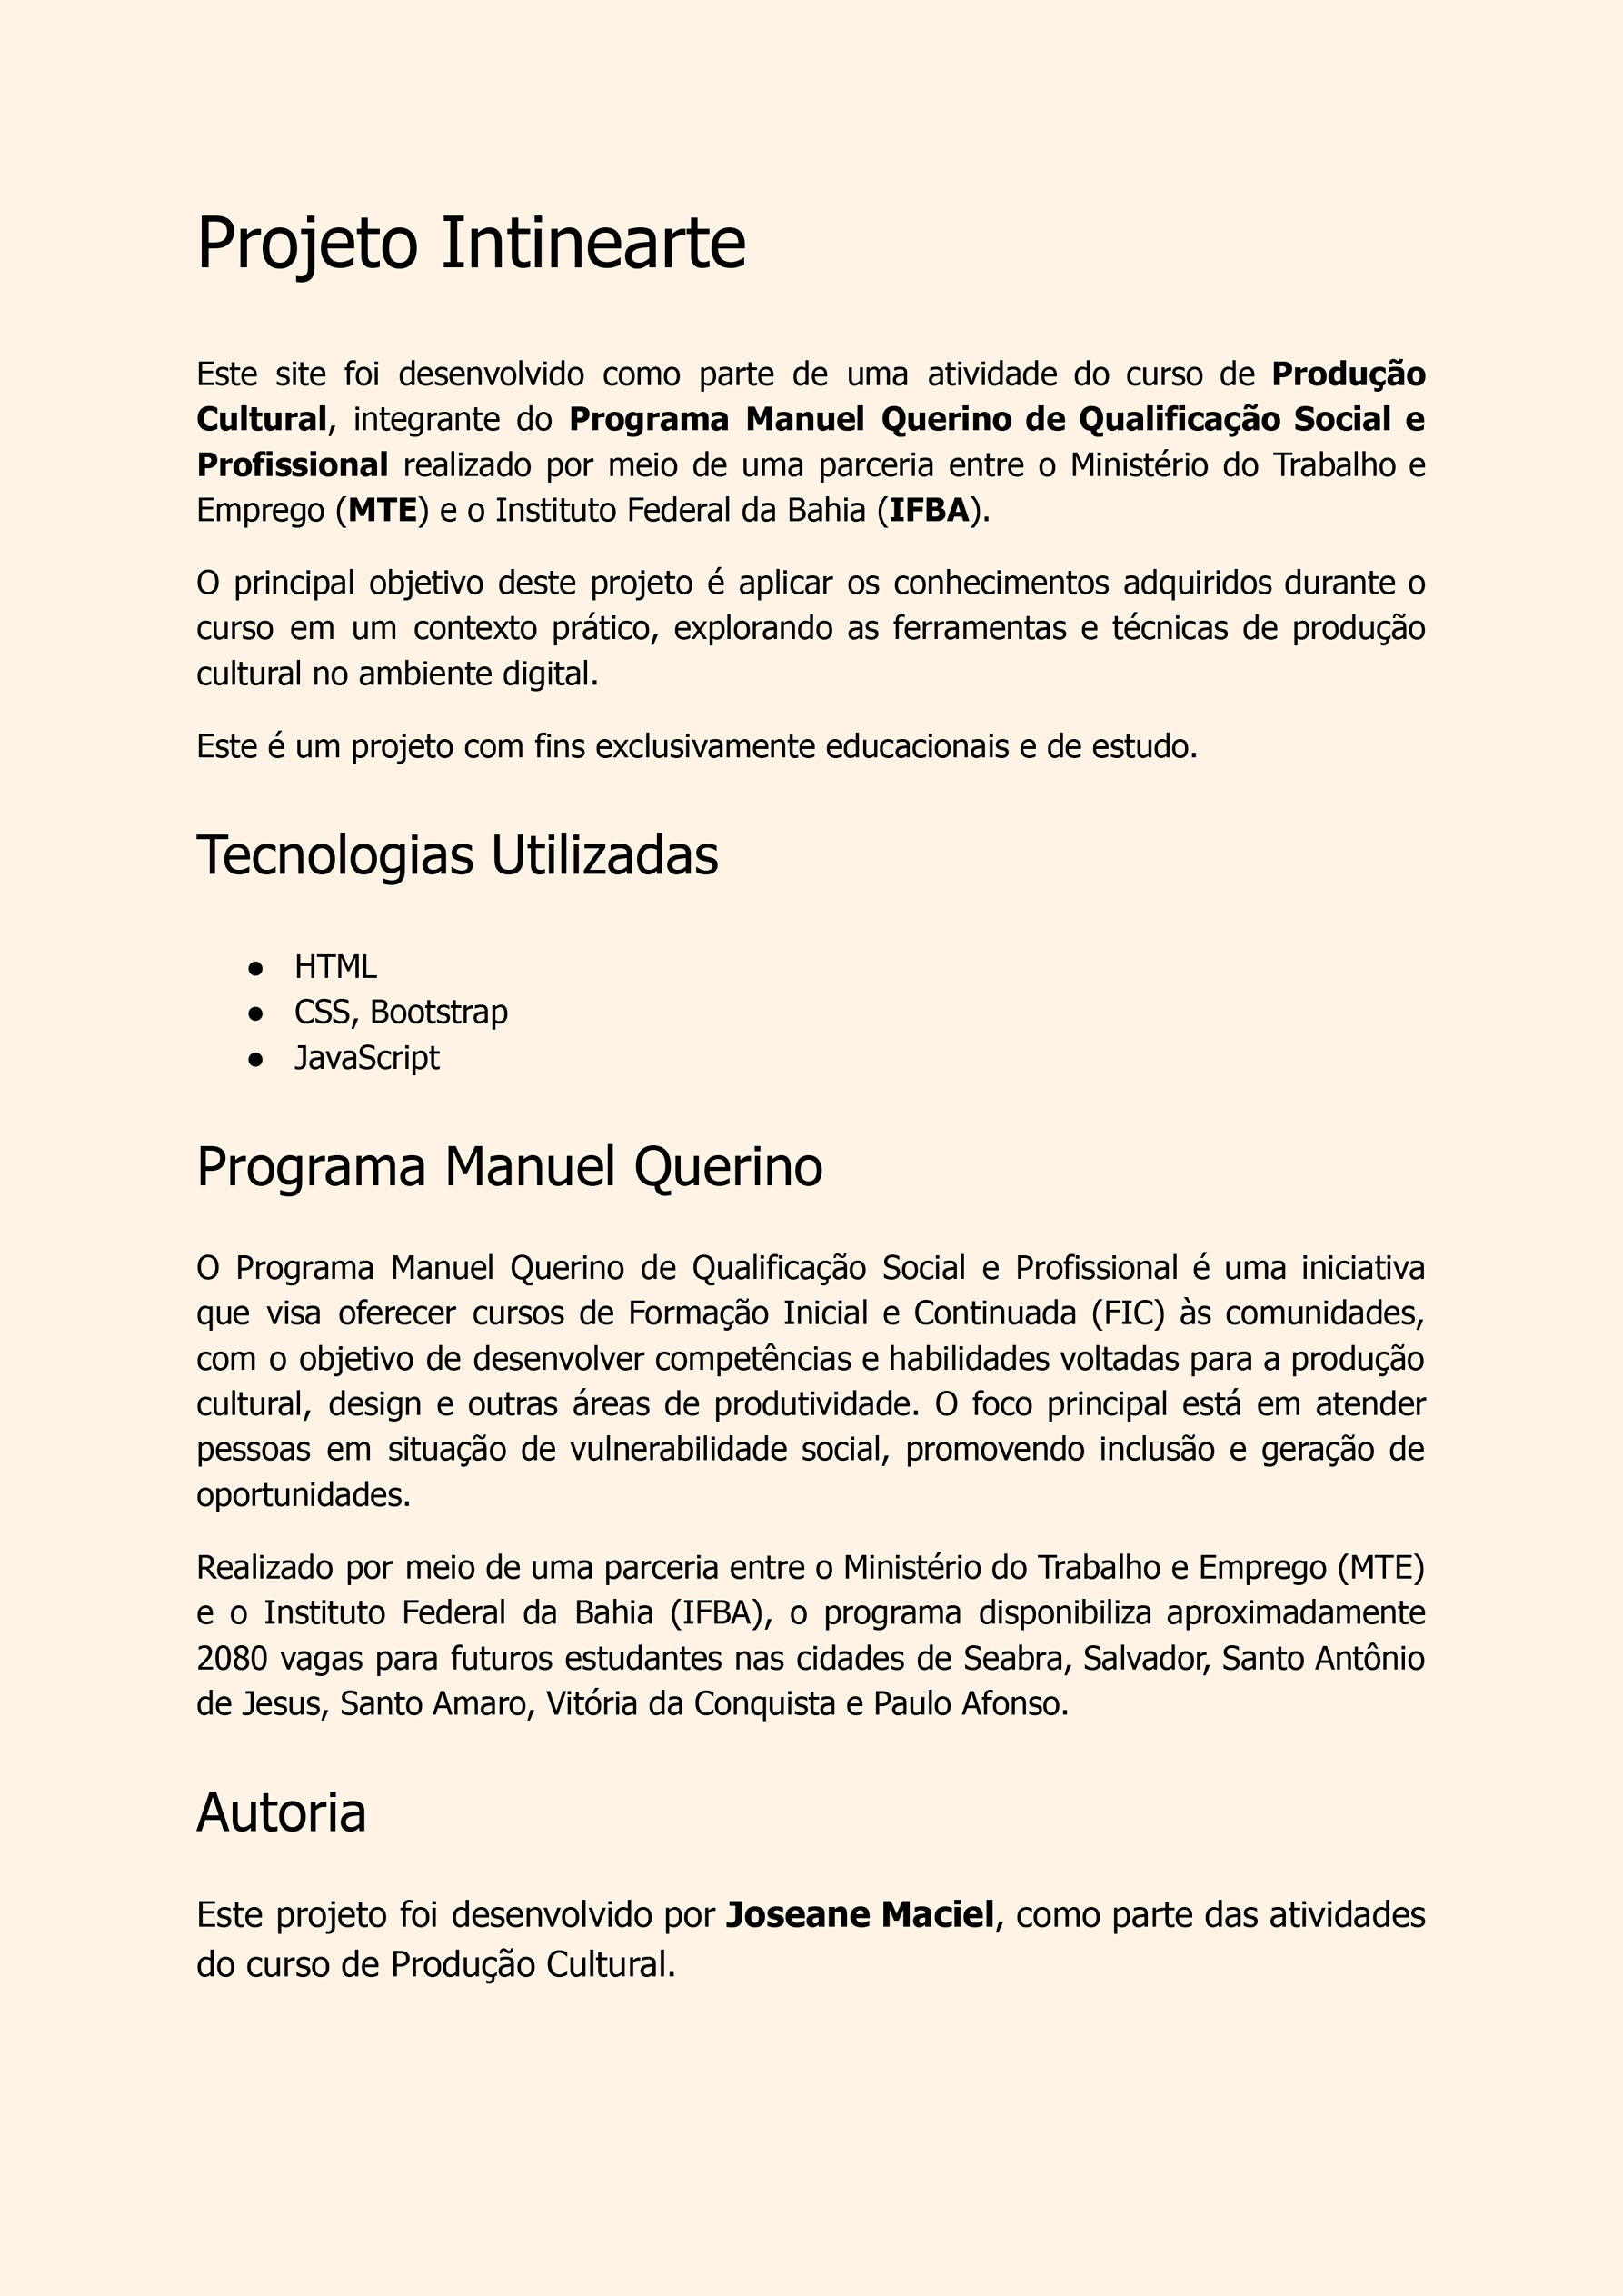 Projeto Intinearte
Este site foi desenvolvido como parte de uma atividade do curso de Produção
Cultural, integrante do Programa Manuel Querino de Qualificação Social e
Profissional realizado por meio de uma parceria entre o Ministério do Trabalho e
Emprego (MTE) e o Instituto Federal da Bahia (IFBA).
O principal objetivo deste projeto é aplicar os conhecimentos adquiridos durante o
curso em um contexto prático, explorando as ferramentas e técnicas de produção
cultural no ambiente digital.
Este é um projeto com fins exclusivamente educacionais e de estudo.
Tecnologias Utilizadas
● HTML
● CSS, Bootstrap
● JavaScript
Programa Manuel Querino
O Programa Manuel Querino de Qualificação Social e Profissional é uma iniciativa
que visa oferecer cursos de Formação Inicial e Continuada (FIC) às comunidades,
com o objetivo de desenvolver competências e habilidades voltadas para a produção
cultural, design e outras áreas de produtividade. O foco principal está em atender
pessoas em situação de vulnerabilidade social, promovendo inclusão e geração de
oportunidades.
Realizado por meio de uma parceria entre o Ministério do Trabalho e Emprego (MTE)
e o Instituto Federal da Bahia (IFBA), o programa disponibiliza aproximadamente
2080 vagas para futuros estudantes nas cidades de Seabra, Salvador, Santo Antônio
de Jesus, Santo Amaro, Vitória da Conquista e Paulo Afonso.
Autoria
Este projeto foi desenvolvido por Joseane Maciel, como parte das atividades
do curso de Produção Cultural.